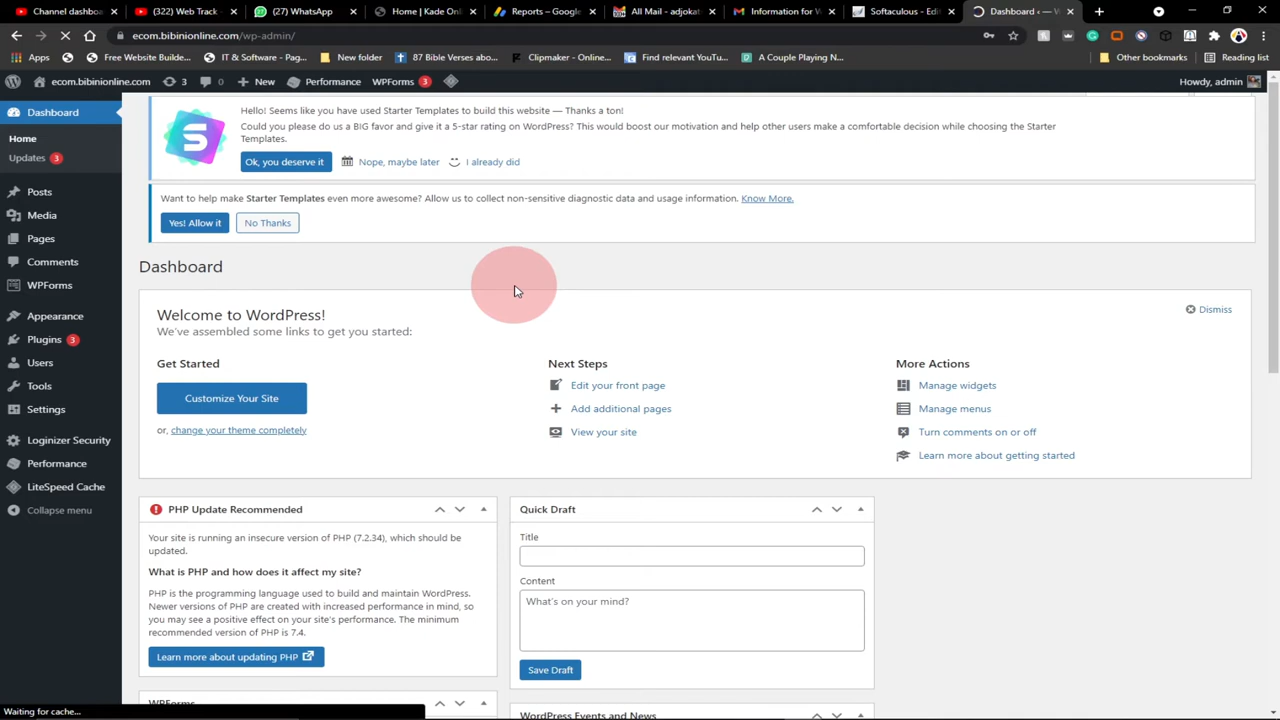 Control Panel
(322) Web Track -
(27) WhatsApp
Home | Kade Onl
Reports – Google
All Mail - adjoko
Information for W
Softaculous - Edi
Dashboard ‹ — W
ecom.bibinionline.com/wp-admin/
Apps
Free Website Builde...
IT & Software - Pag...
New folder
87 Bible Verses abo...
Clipmaker - Online...
Find relevant YouTu...
A Couple Playing N...
Other bookmarks
Reading list
ecom.bibinionline.com
3
0
New
Performance
WPForms 3
Howdy, admin
Dashboard
Home
Updates 3
Posts
Media
Pages
Comments
WPForms
Appearance
Plugins 3
Users
Tools
Settings
Loginizer Security
Performance
LiteSpeed Cache
Collapse menu
Hello! Seems like you have used Starter Templates to build this website — Thanks a ton!
Could you please do us a BIG favor and give it a 5-star rating on WordPress? This would boost our motivation and help other users make a comfortable decision while choosing the Starter
Templates.
Ok, you deserve it
Nope, maybe later
I already did
Want to help make Starter Templates even more awesome? Allow us to collect non-sensitive diagnostic data and usage information. Know More.
Yes! Allow it
No Thanks
Dashboard
Welcome to WordPress!
We've assembled some links to get you started:
Dismiss
Get Started
Customize Your Site
or, change your theme completely
Next Steps
Edit your front page
Add additional pages
View your site
More Actions
Manage widgets
Manage menus
Turn comments on or off
Learn more about getting started
PHP Update Recommended
Your site is running an insecure version of PHP (7.2.34), which should be
updated.
What is PHP and how does it affect my site?
PHP is the programming language used to build and maintain WordPress.
Newer versions of PHP are created with increased performance in mind, so
you may see a positive effect on your site's performance. The minimum
recommended version of PHP is 7.4.
Learn more about updating PHP
WPForms
Quick Draft
Title
Content
What's on your mind?
Save Draft
WordPress Events and News
Waiting for cache...